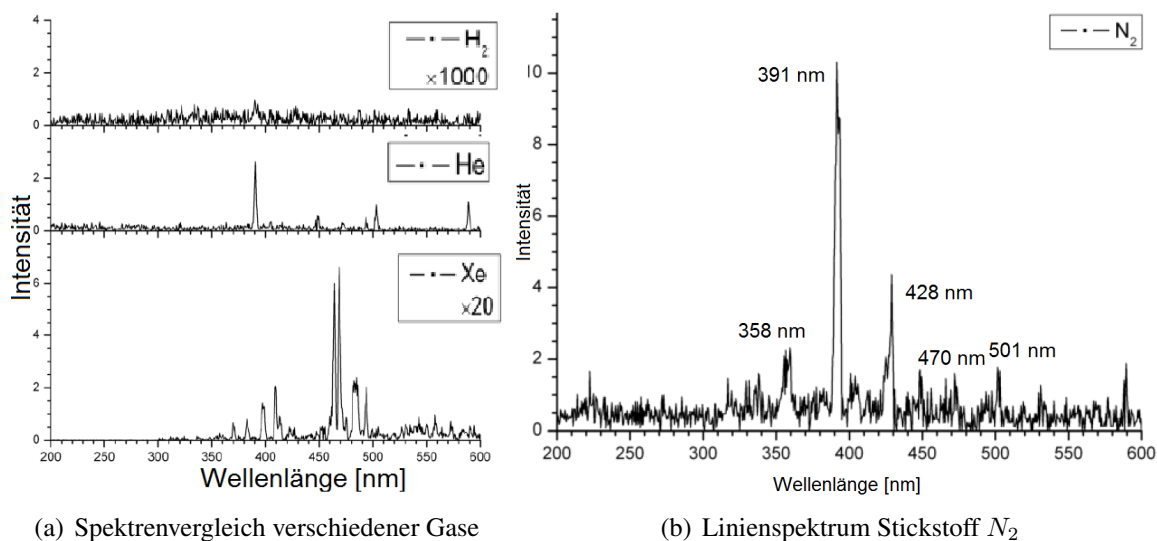 4
2
0
— ▪ — H₂
×1000
2
0
— ▪ — He
6
4
2
0
— ▪ — Xe
×20
Intensität
200 250 300 350 400 450 500 550 600
Wellenlänge [nm]
(a) Spektrenvergleich verschiedener Gase
— ▪ — N₂
10
8
6
4
2
0
Intensität
391 nm
428 nm
358 nm
470 nm
501 nm
200 250 300 350 400 450 500 550 600
Wellenlänge [nm]
(b) Linienspektrum Stickstoff N₂